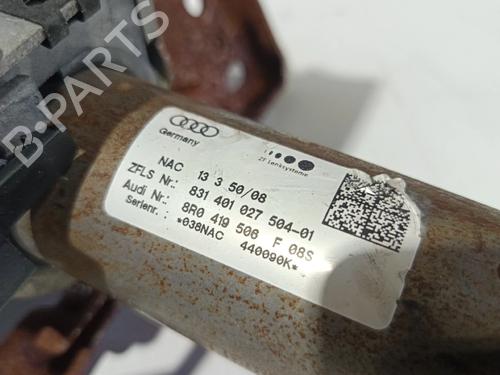 B-PARTS
Germany
ZF Lenksysteme
NAC 13 3 50/08
ZFLS Nr.: 831 401 027 504-01
Audi Nr.: 8R0 419 506 F 08S
Serienr.: *038NAC 440090K*